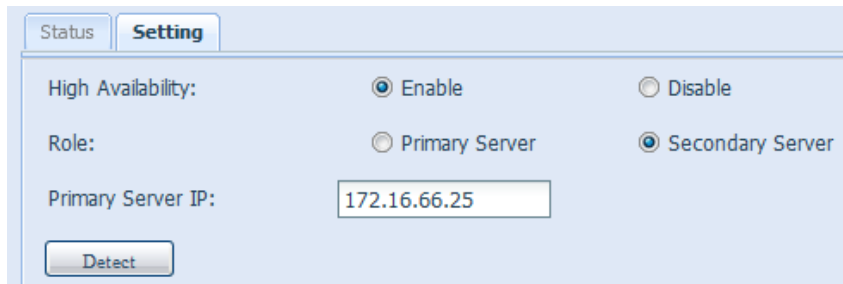 Status Setting
High Availability: Enable Disable
Role: Primary Server Secondary Server
Primary Server IP: 172.16.66.25
Detect